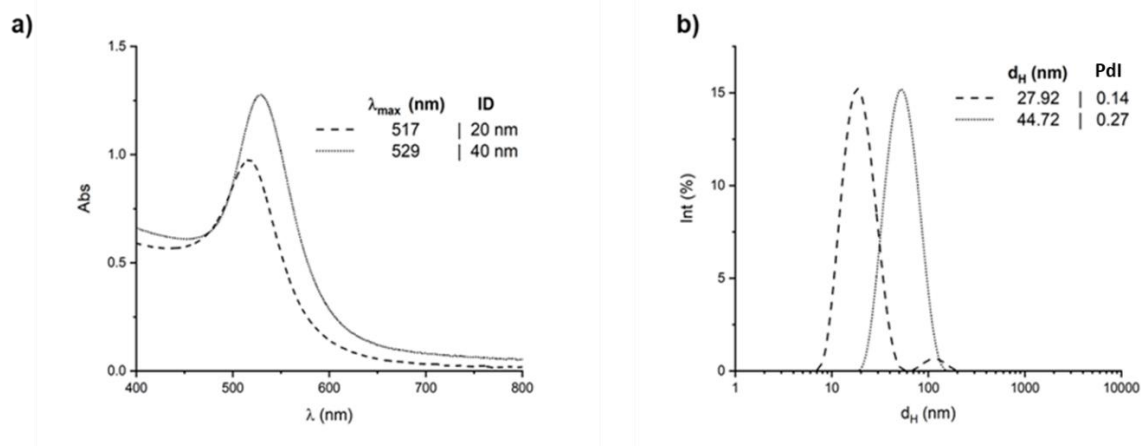 a)
1.5
1.0
0.5
0.0
Abs
400
500
600
700
800
λ (nm)
λmax (nm) ID
517 | 20 nm
529 | 40 nm
b)
15
10
5
0
Int (%)
1
10
100
1000
10000
dH (nm)
dH (nm) PdI
27.92 | 0.14
44.72 | 0.27